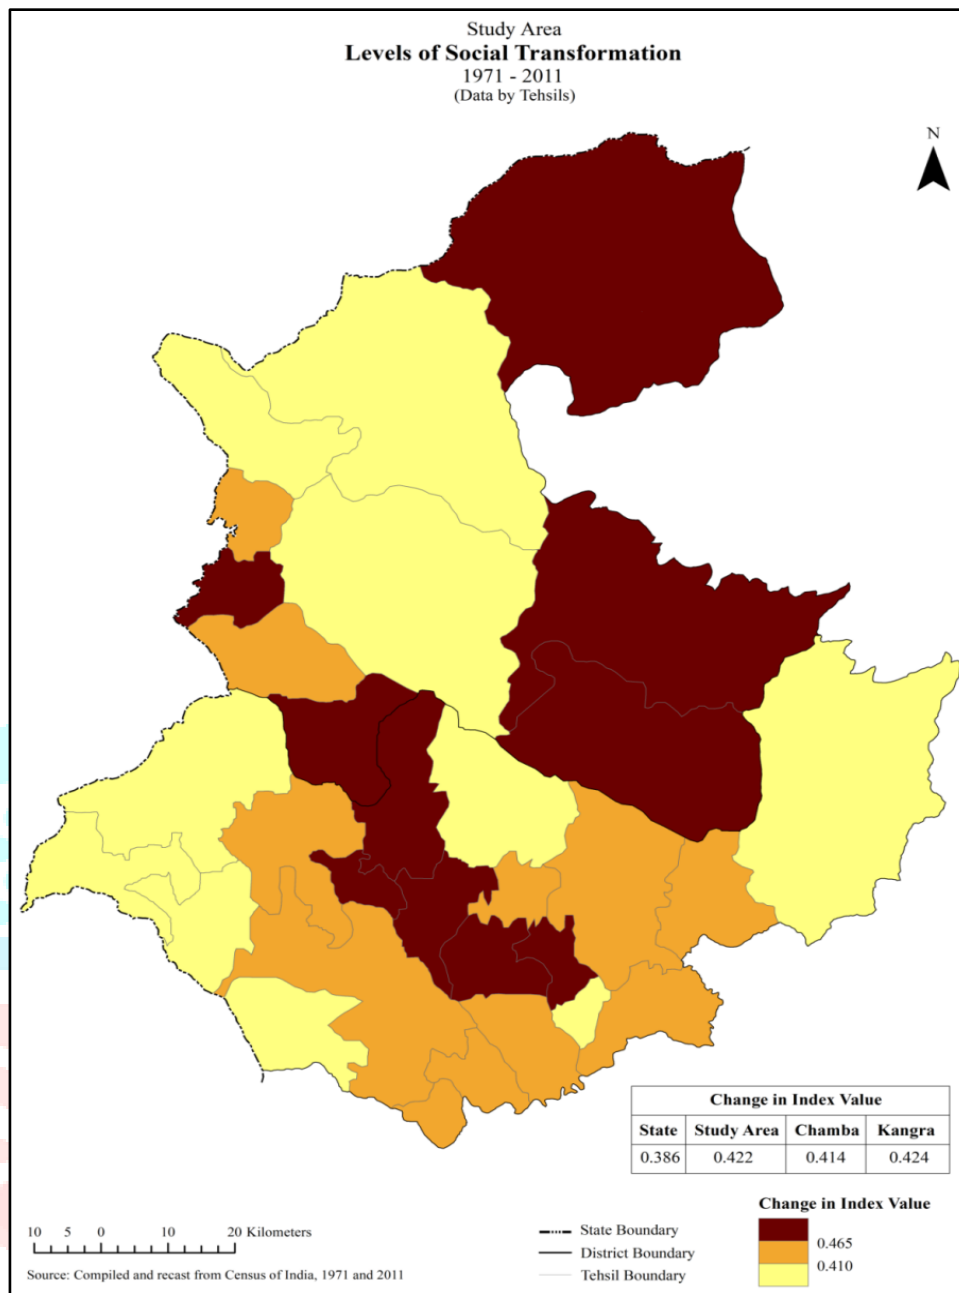 Study Area
Levels of Social Transformation
1971 - 2011
(Data by Tehsils)
N
Change in Index Value
State Study Area Chamba Kangra
0.386 0.422 0.414 0.424
Change in Index Value
0.465
0.410
10 5 0 10 20 Kilometers
State Boundary
District Boundary
Tehsil Boundary
Source: Compiled and recast from Census of India, 1971 and 2011